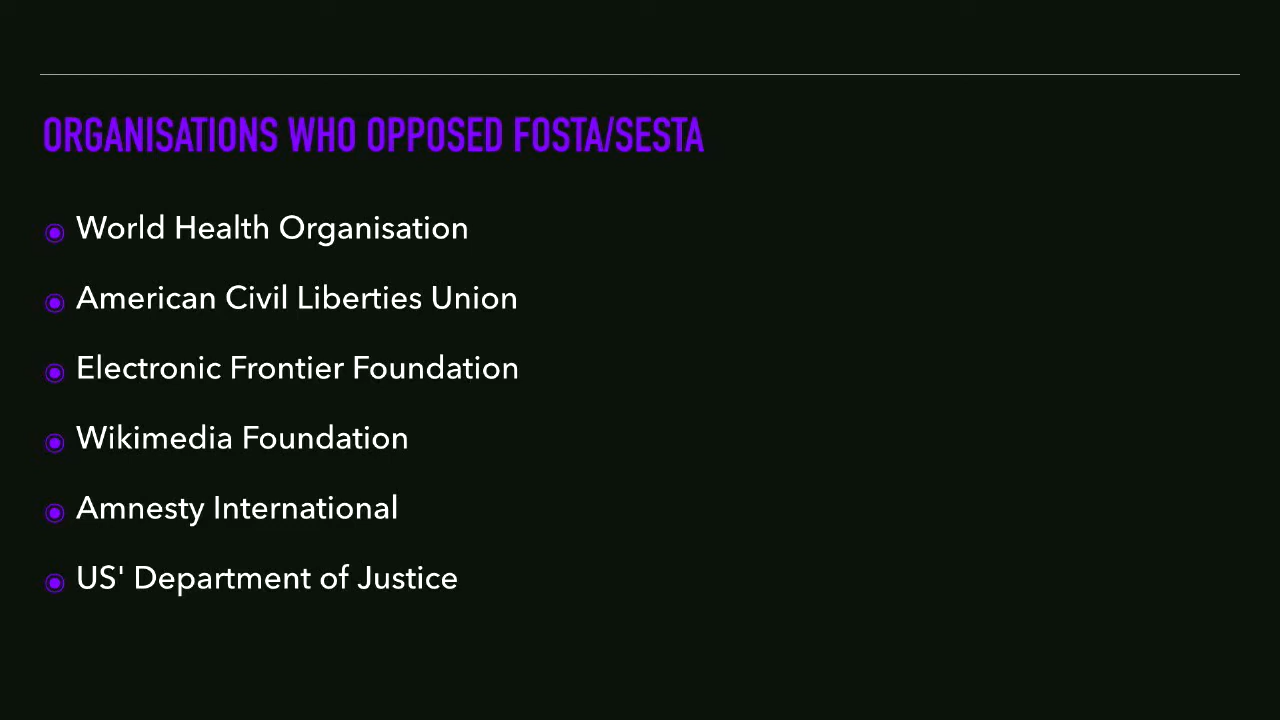 ORGANISATIONS WHO OPPOSED FOSTA/SESTA
World Health Organisation
American Civil Liberties Union
Electronic Frontier Foundation
Wikimedia Foundation
Amnesty International
US' Department of Justice